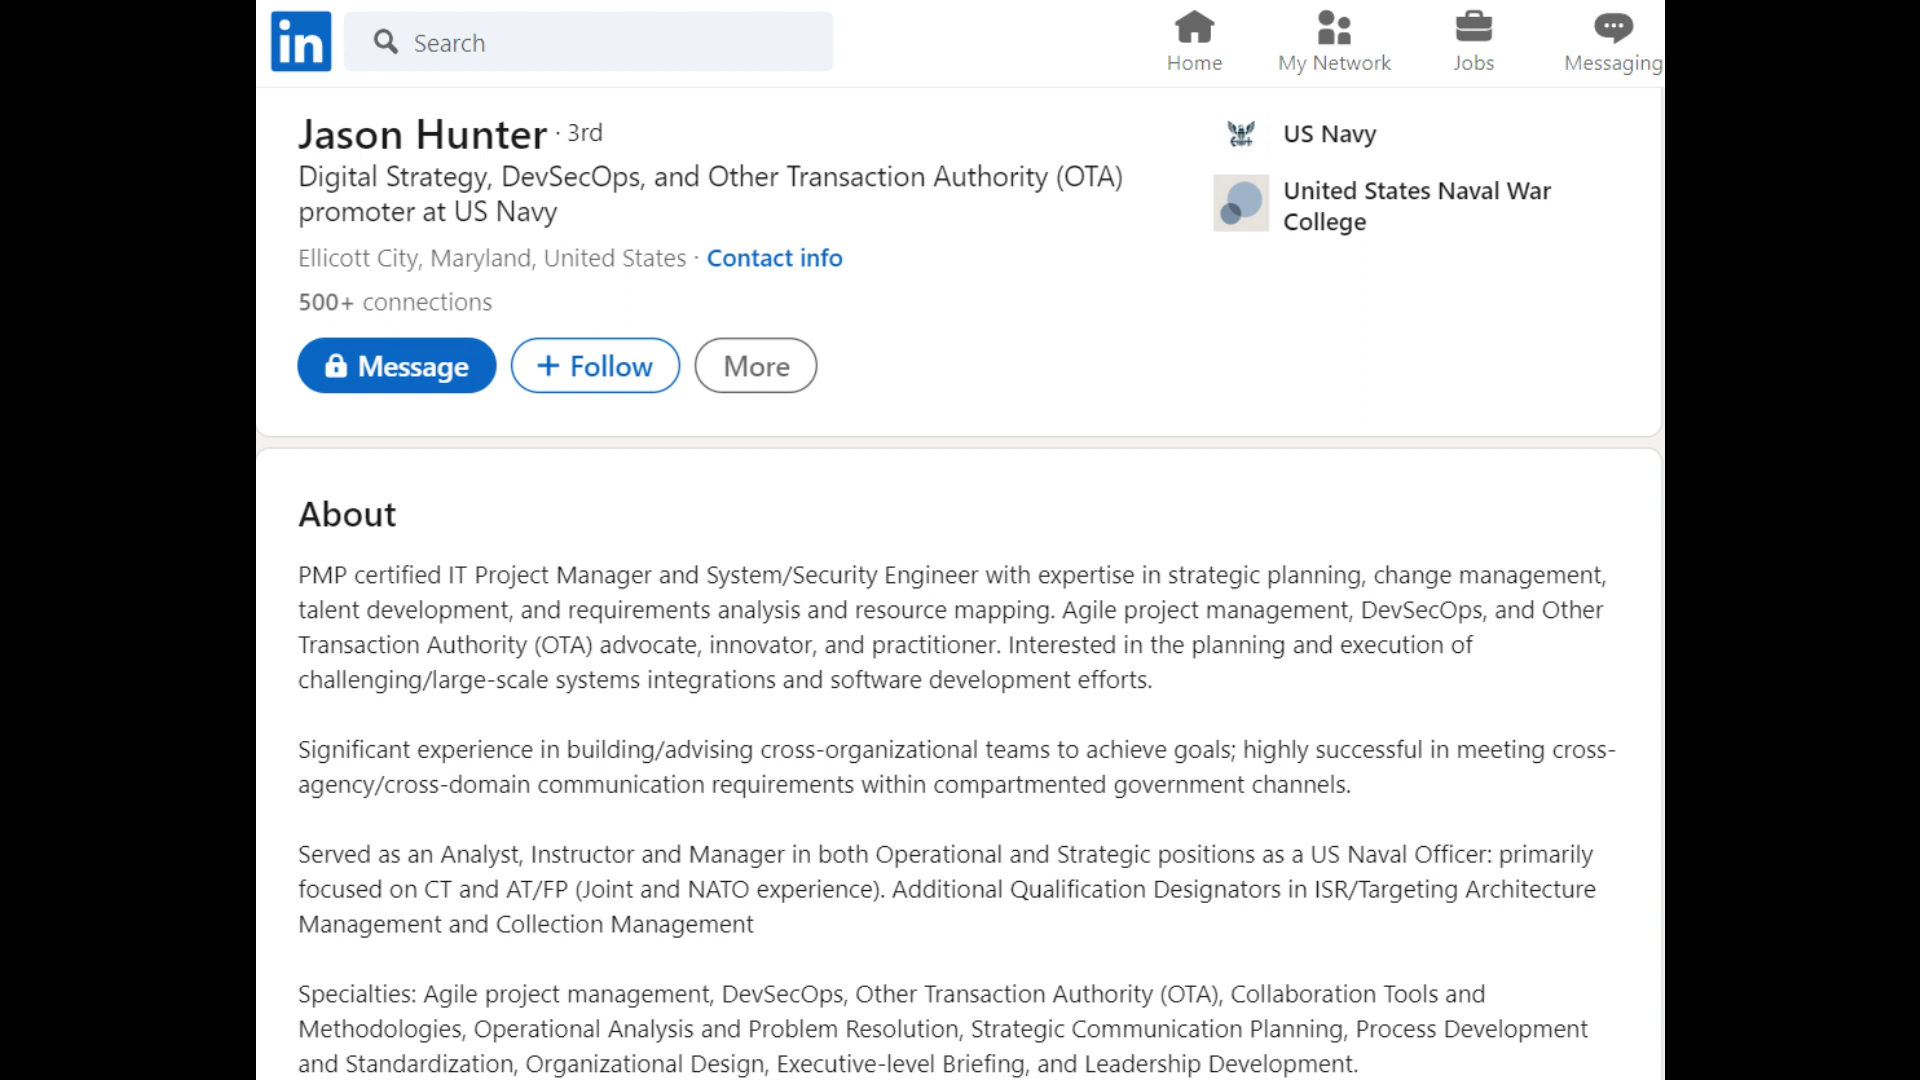 in
Search
Home
My Network
Jobs
Messaging
Jason Hunter · 3rd
Digital Strategy, DevSecOps, and Other Transaction Authority (OTA)
promoter at US Navy
Ellicott City, Maryland, United States · Contact info
500+ connections
Message
+ Follow
More
US Navy
United States Naval War
College
About
PMP certified IT Project Manager and System/Security Engineer with expertise in strategic planning, change management,
talent development, and requirements analysis and resource mapping. Agile project management, DevSecOps, and Other
Transaction Authority (OTA) advocate, innovator, and practitioner. Interested in the planning and execution of
challenging/large-scale systems integrations and software development efforts.
Significant experience in building/advising cross-organizational teams to achieve goals; highly successful in meeting cross-
agency/cross-domain communication requirements within compartmented government channels.
Served as an Analyst, Instructor and Manager in both Operational and Strategic positions as a US Naval Officer: primarily
focused on CT and AT/FP (Joint and NATO experience). Additional Qualification Designators in ISR/Targeting Architecture
Management and Collection Management
Specialties: Agile project management, DevSecOps, Other Transaction Authority (OTA), Collaboration Tools and
Methodologies, Operational Analysis and Problem Resolution, Strategic Communication Planning, Process Development
and Standardization, Organizational Design, Executive-level Briefing, and Leadership Development.